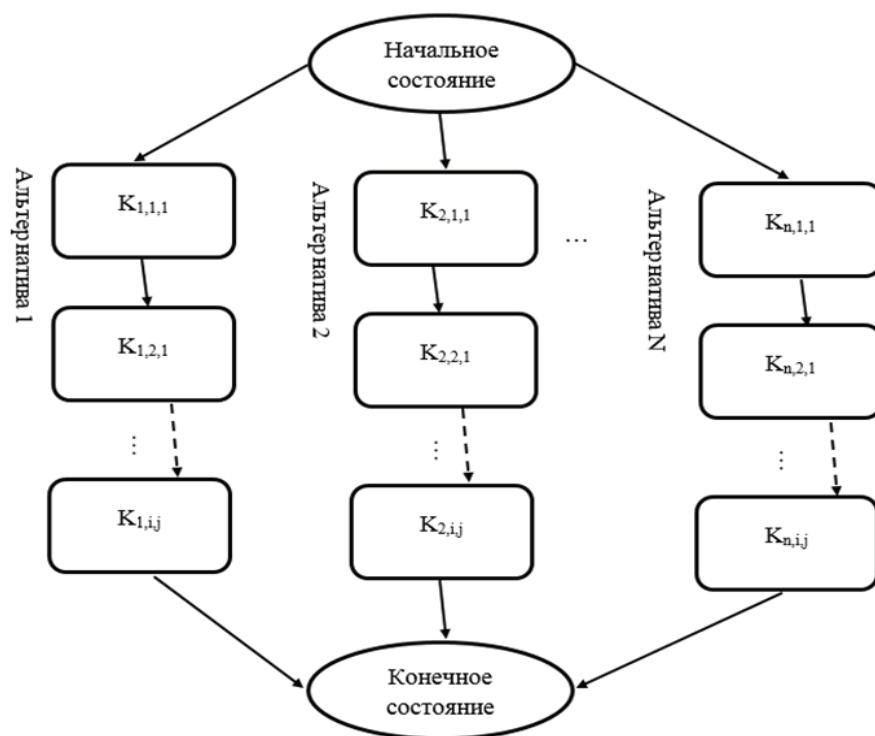 Начальное
состояние
Альтернатива 1
K1,1,1
K1,2,1
...
K1,i,j
Альтернатива 2
K2,1,1
K2,2,1
...
K2,i,j
...
Альтернатива N
Kn,1,1
Kn,2,1
...
Kn,i,j
Конечное
состояние